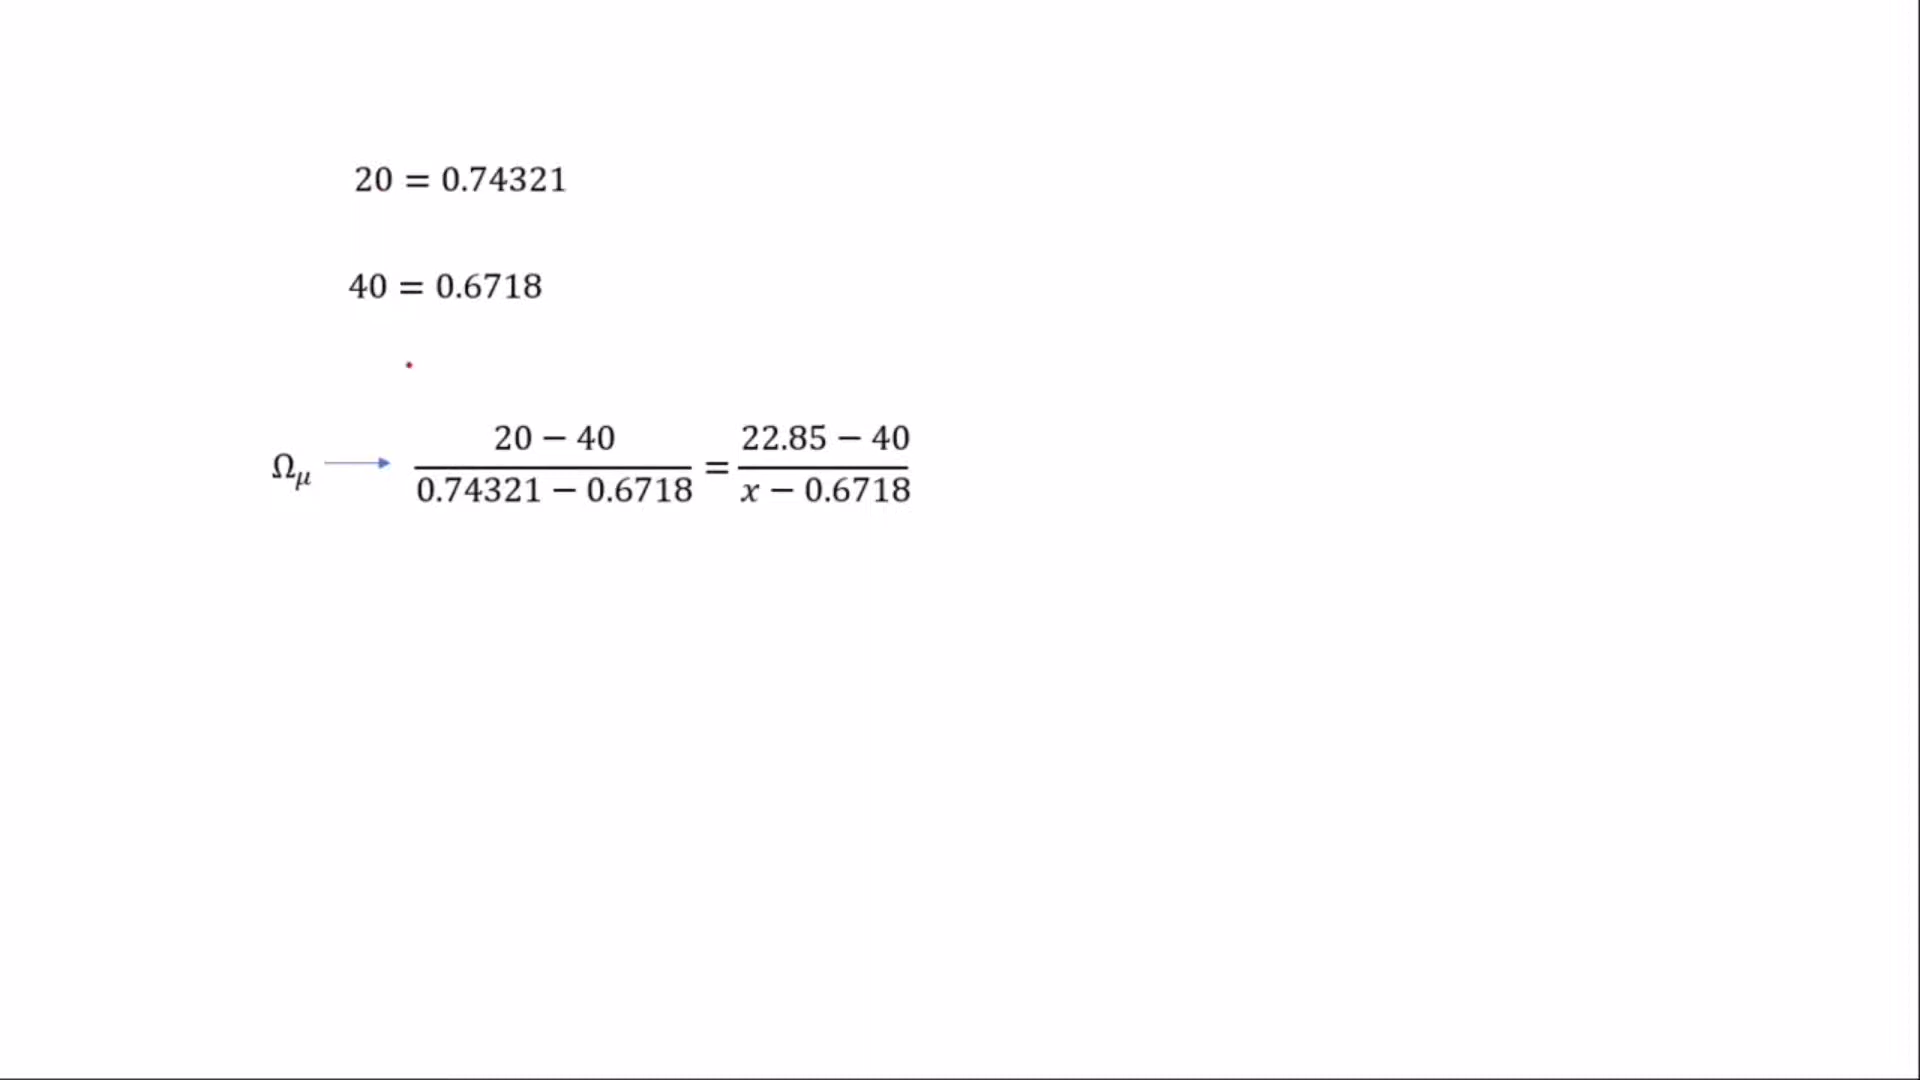 20 = 0.74321
40 = 0.6718
Ω_μ → (20 − 40)/(0.74321 − 0.6718) = (22.85 − 40)/(x − 0.6718)